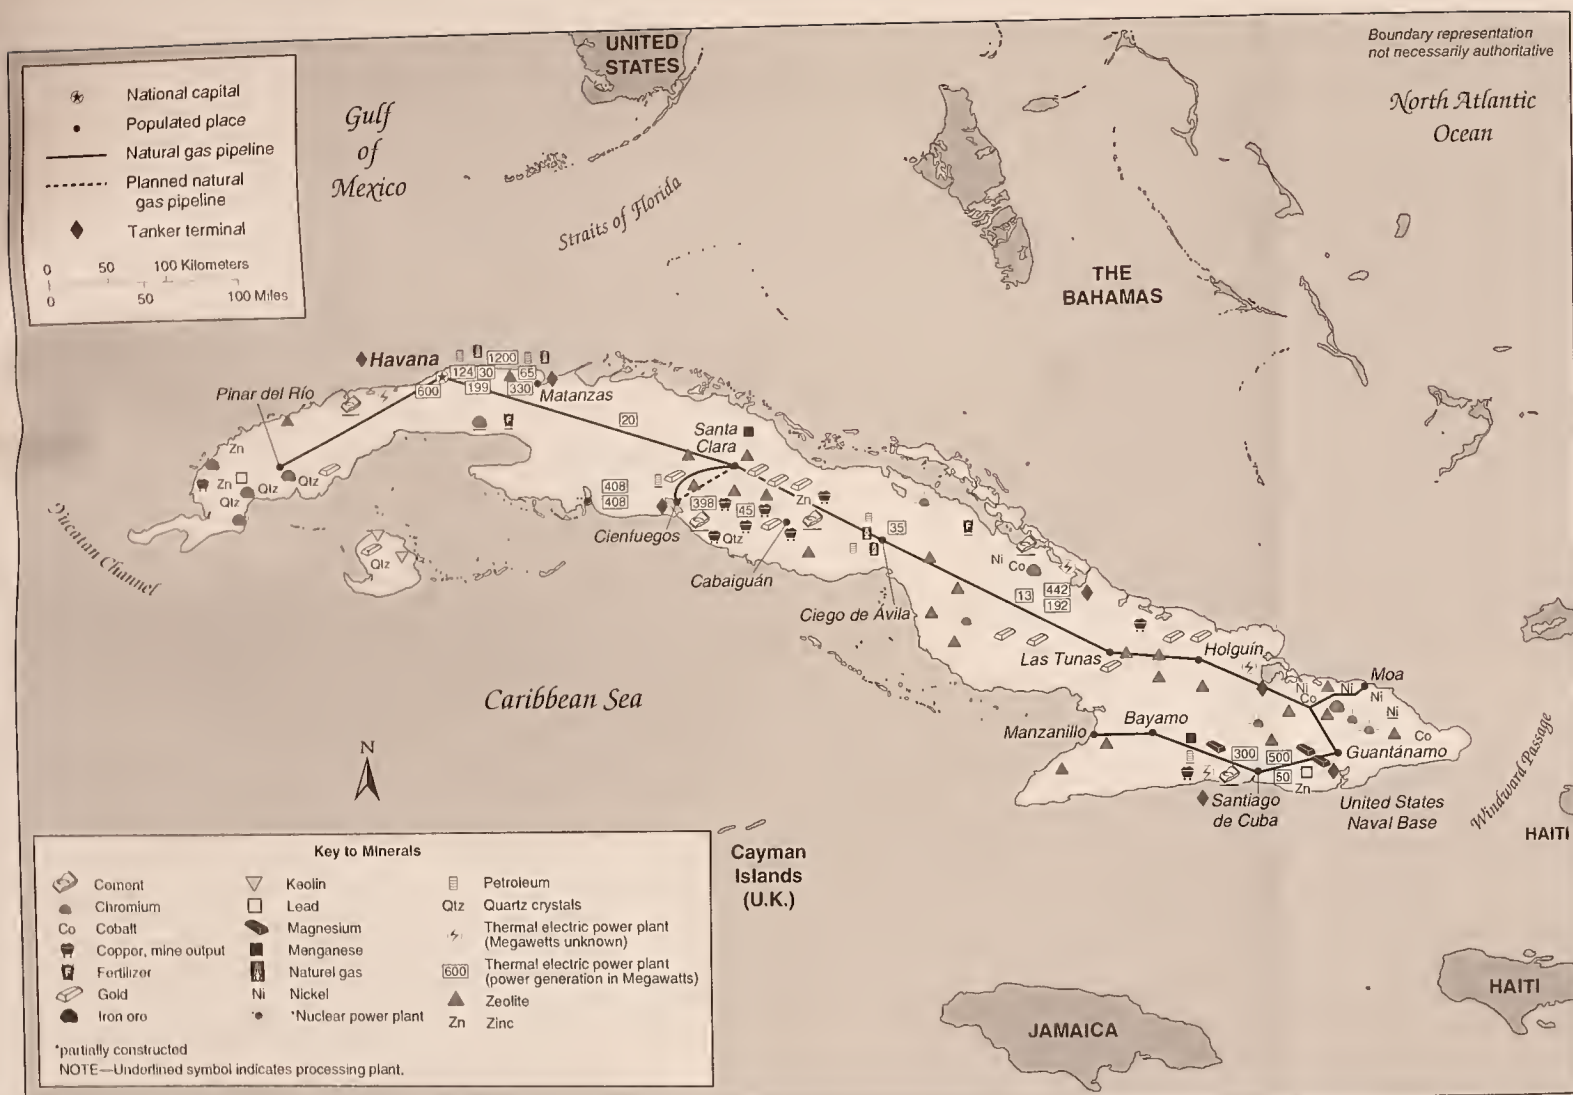 Boundary representation
not necessarily authoritative
UNITED
STATES
National capital
Populated place
Natural gas pipeline
Planned natural
gas pipeline
Tanker terminal
0 50 100 Kilometers
0 50 100 Miles
Gulf
of
Mexico
North Atlantic
Ocean
Straits of Florida
THE
BAHAMAS
Havana
1200
124
30
65
600
199
330
Matanzas
Pinar del Río
20
Santa
Clara
Zn
Zn
Qtz
Qtz
Qtz
408
408
398
45
Zn
35
Cienfuegos
Qtz
Yucatan Channel
Qtz
Cabaiguán
Ni
Co
13
442
192
Ciego de Ávila
Las Tunas
Holguín
Moa
Ni
Ni
Ni
Co
Ni
Co
Caribbean Sea
Manzanillo
Bayamo
300
500
50
Zn
Guantánamo
Windward Passage
N
Santiago
de Cuba
United States
Naval Base
HAITI
Cayman
Islands
(U.K.)
HAITI
JAMAICA
Key to Minerals
Cement
Chromium
Co Cobalt
Copper, mine output
F Fertilizer
Gold
Iron ore
Kaolin
Lead
Magnesium
Manganese
Natural gas
Ni Nickel
*Nuclear power plant
Petroleum
Qtz Quartz crystals
Thermal electric power plant
(Megawatts unknown)
600 Thermal electric power plant
(power generation in Megawatts)
Zeolite
Zn Zinc
*partially constructed
NOTE—Underlined symbol indicates processing plant.